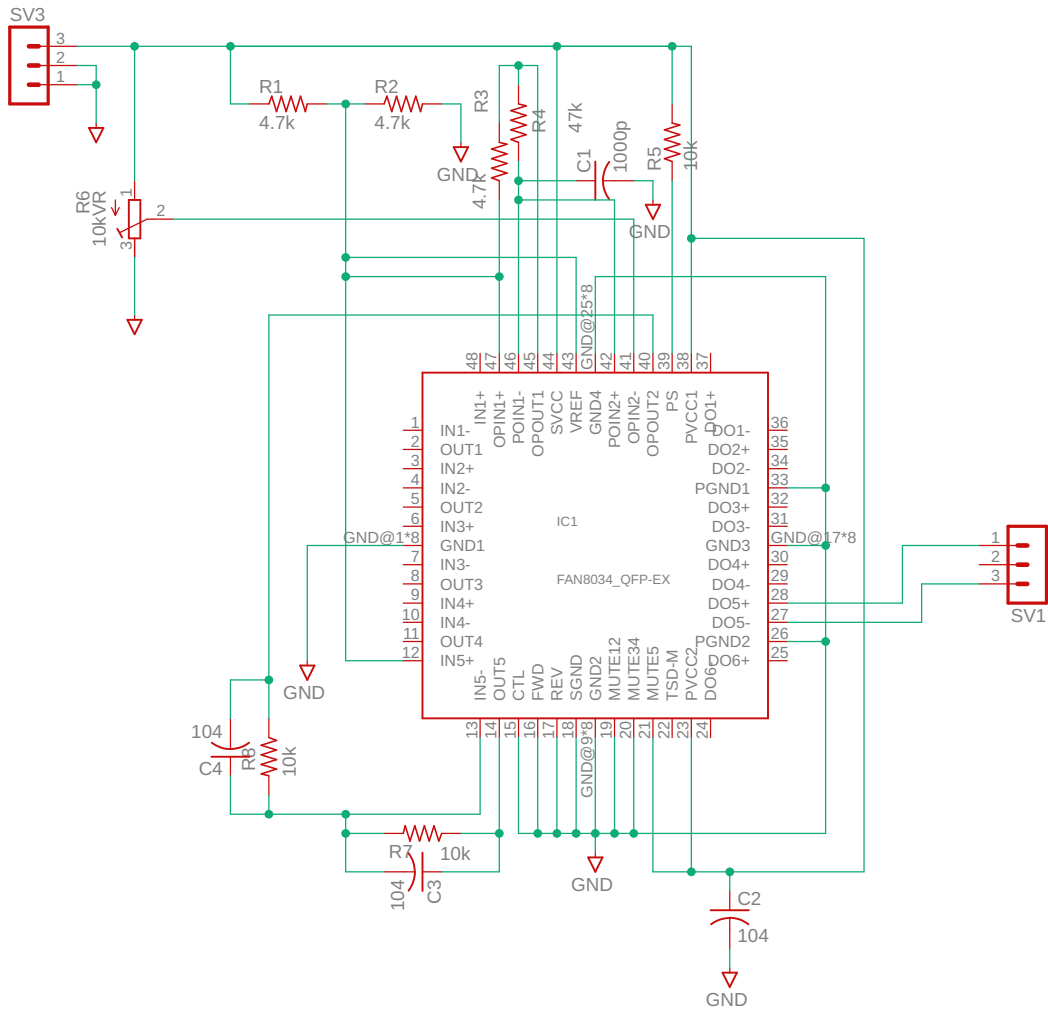 SV3
3
2
1
R1
4.7k
R2
4.7k
GND
R3
4.7k
R4
47k
C1
1000p
GND
R5
10k
R6
10kVR
1
2
3
GND@25*8
48
47
46
45
44
43
42
41
40
39
38
37
IN1+
OPIN1+
POIN1-
OPOUT1
SVCC
VREF
GND4
POIN2+
OPIN2-
OPOUT2
PS
PVCC1
DO1+
1 IN1-
2 OUT1
3 IN2+
4 IN2-
5 OUT2
6 IN3+
GND@1*8 GND1
7 IN3-
8 OUT3
9 IN4+
10 IN4-
11 OUT4
12 IN5+
IC1
FAN8034_QFP-EX
DO1- 36
DO2+ 35
DO2- 34
PGND1 33
DO3+ 32
DO3- 31
GND3 GND@17*8
DO4+ 30
DO4- 29
DO5+ 28
DO5- 27
PGND2 26
DO6+ 25
1
2
3
SV1
IN5-
OUT5
CTL
FWD
REV
SGND
GND2
MUTE12
MUTE34
MUTE5
TSD-M
PVCC2
DO6-
13
14
15
16
17
18
GND@9*8
19
20
21
22
23
24
GND
104
C4
R8
10k
R7
10k
104
C3
GND
C2
104
GND